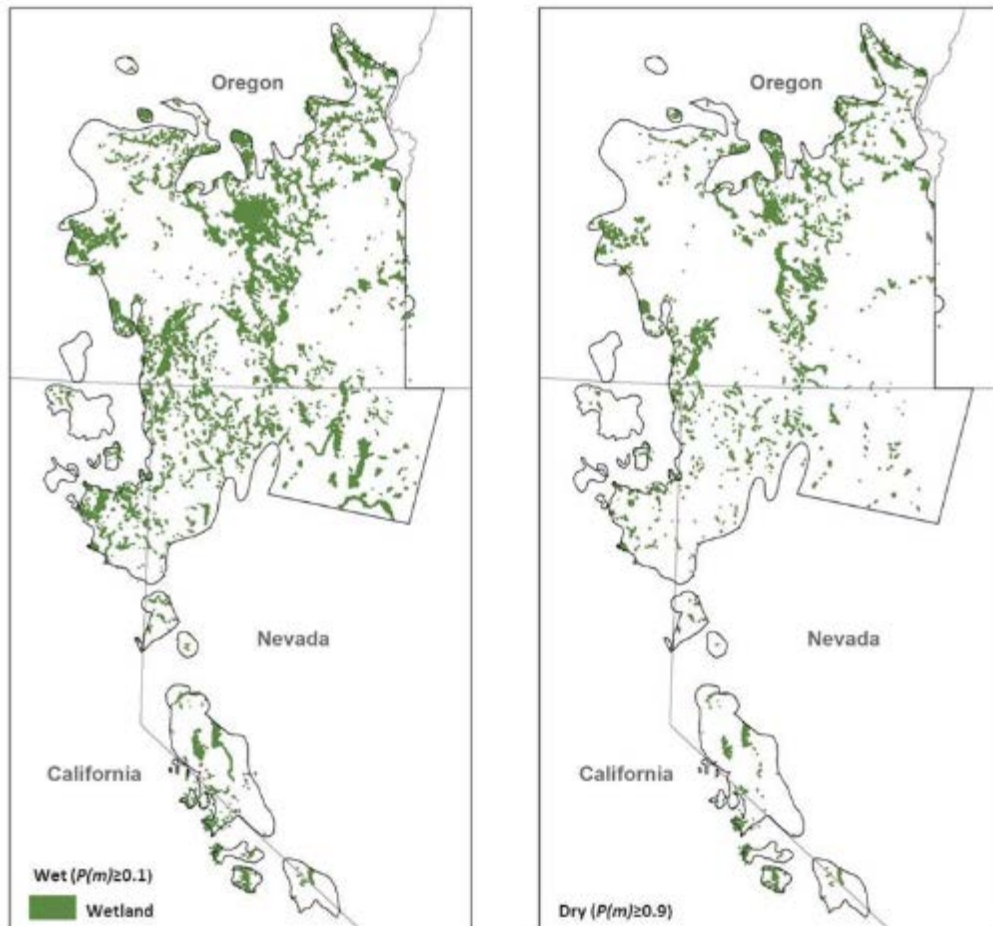 Oregon
Nevada
California
Wet (P(m)≥0.1)
Wetland
Oregon
Nevada
California
Dry (P(m)≥0.9)